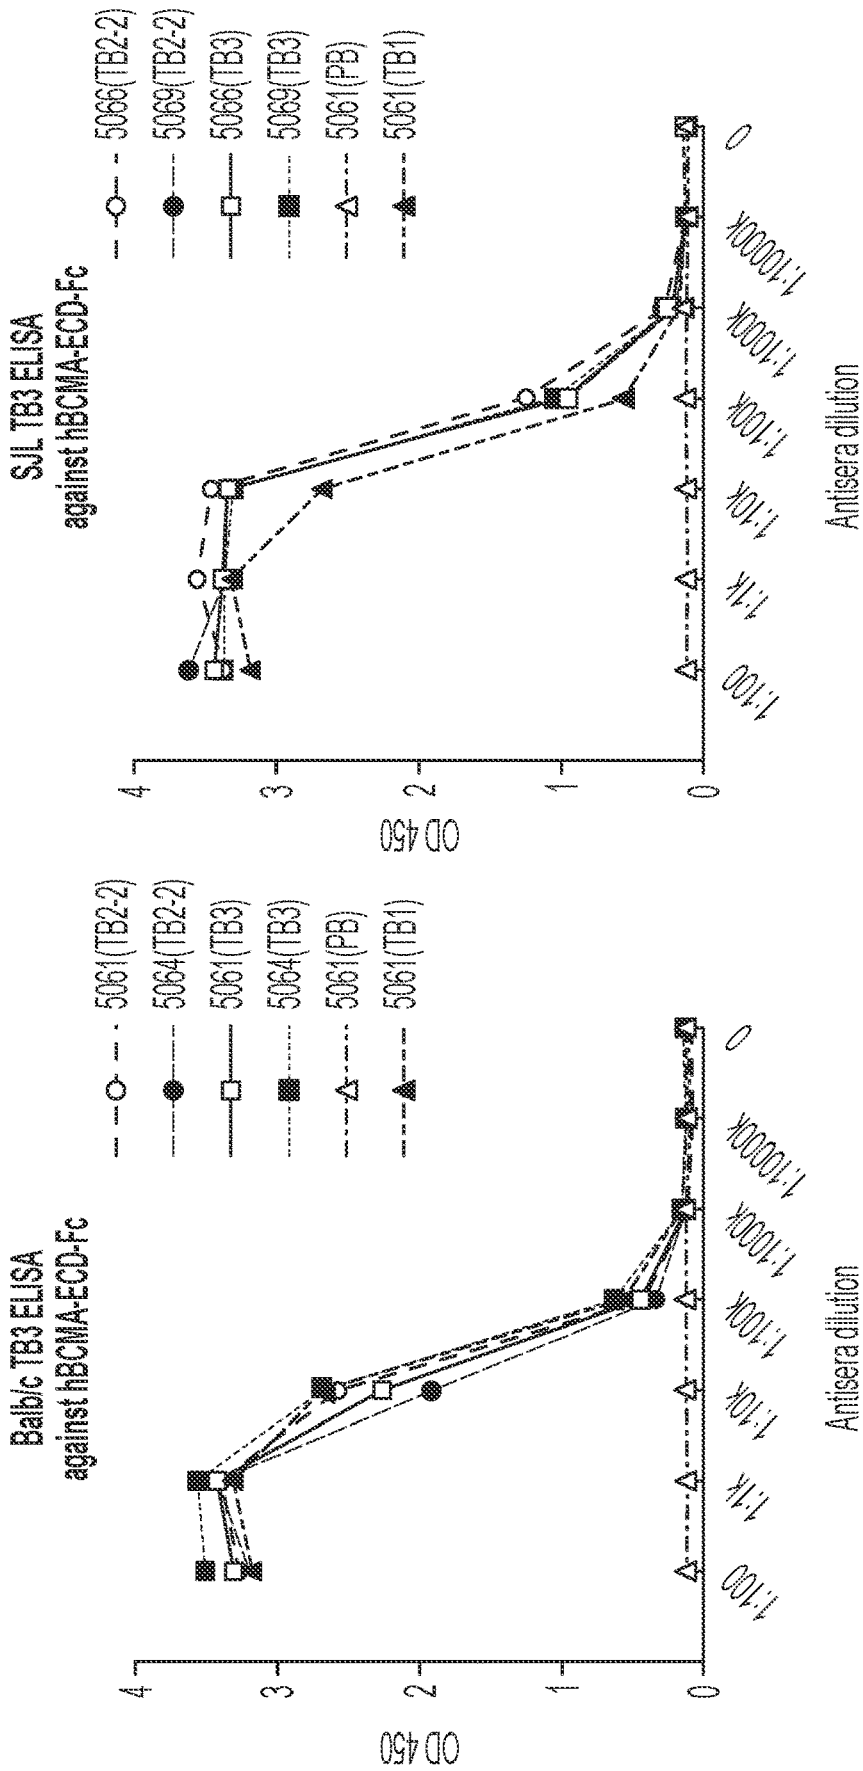 Balb/c TB3 ELISA
against hBCMA-ECD-Fc
5061(TB2-2)
5064(TB2-2)
5061(TB3)
5064(TB3)
5061(PB)
5061(TB1)
OD 450
4
3
2
1
0
1:100
1:1k
1:10k
1:100k
1:1000k
1:10000k
0
Antisera dilution
SJL TB3 ELISA
against hBCMA-ECD-Fc
5066(TB2-2)
5069(TB2-2)
5066(TB3)
5069(TB3)
5061(PB)
5061(TB1)
OD 450
4
3
2
1
0
1:100
1:1k
1:10k
1:100k
1:1000k
1:10000k
0
Antisera dilution